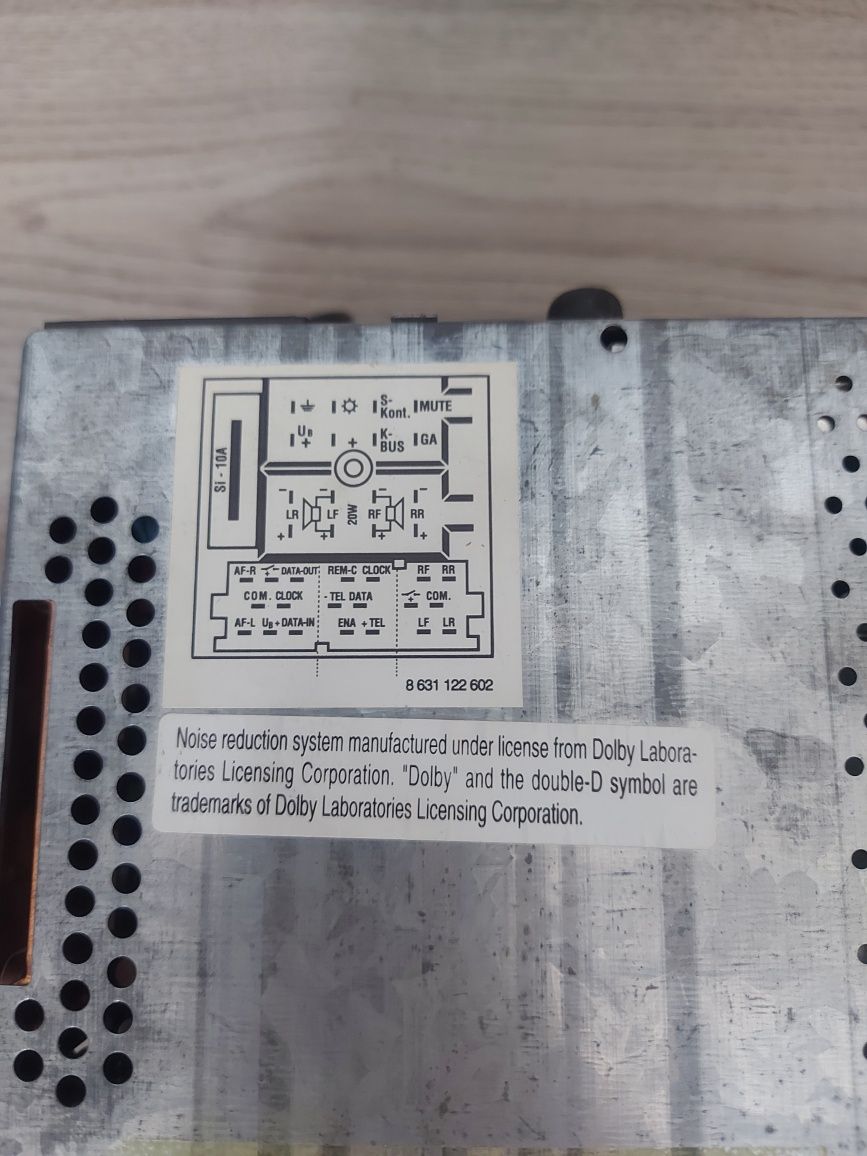 S-Kont. MUTE
UB + + K-BUS GA
Si - 10A
LR LF 20W RF RR
AF-R DATA-OUT REM-C CLOCK RF RR
COM. CLOCK - TEL DATA COM.
AF-L UB + DATA-IN ENA + TEL LF LR
8 631 122 602
Noise reduction system manufactured under license from Dolby Labora-
tories Licensing Corporation. "Dolby" and the double-D symbol are
trademarks of Dolby Laboratories Licensing Corporation.